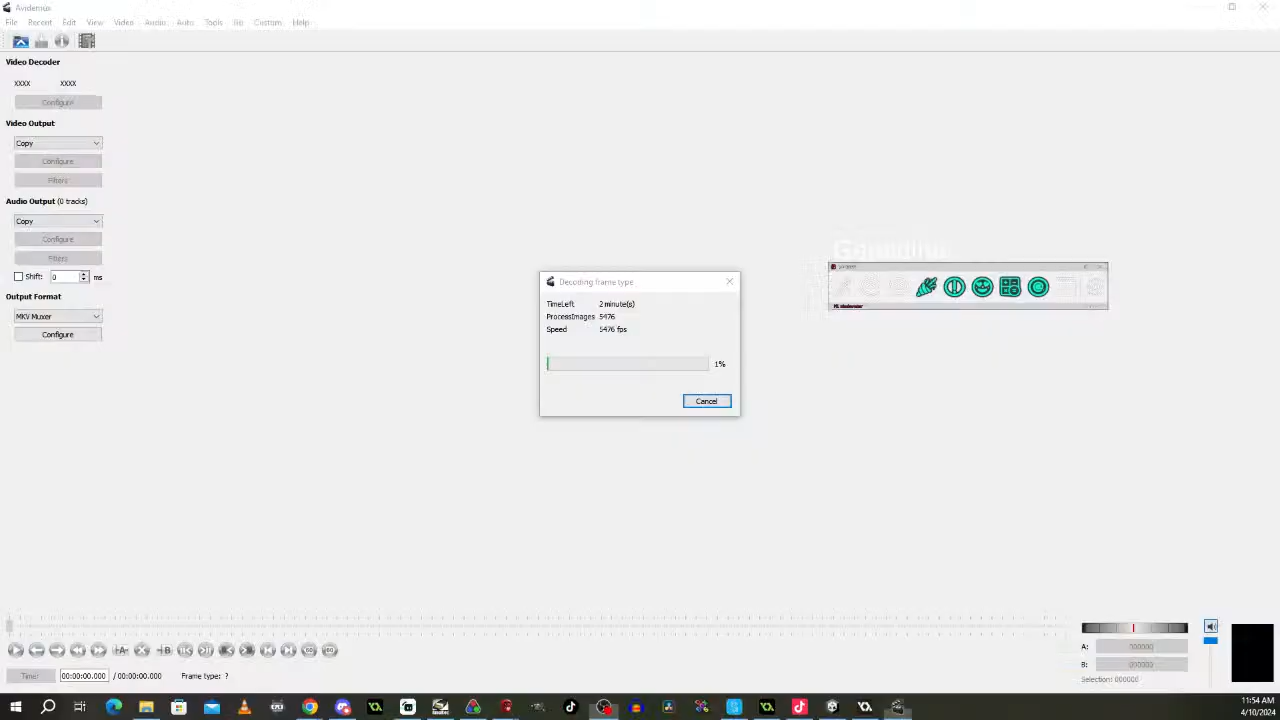 Avidemux
File Recent Edit View Video Audio Auto Tools Go Custom Help
Video Decoder
XXXX XXXX
Configure
Video Output
Copy
Configure
Filters
Audio Output (0 tracks)
Copy
Configure
Filters
Shift: 0 ms
Output Format
MKV Muxer
Configure
Decoding frame type
TimeLeft 2 minute(s)
ProcessImages 5476
Speed 5476 fps
1%
Cancel
A:
000000
B:
000000
Selection: 000000
Time: 00:00:00.000 / 00:00:00.000 Frame type: ?
11:54 AM
4/10/2024